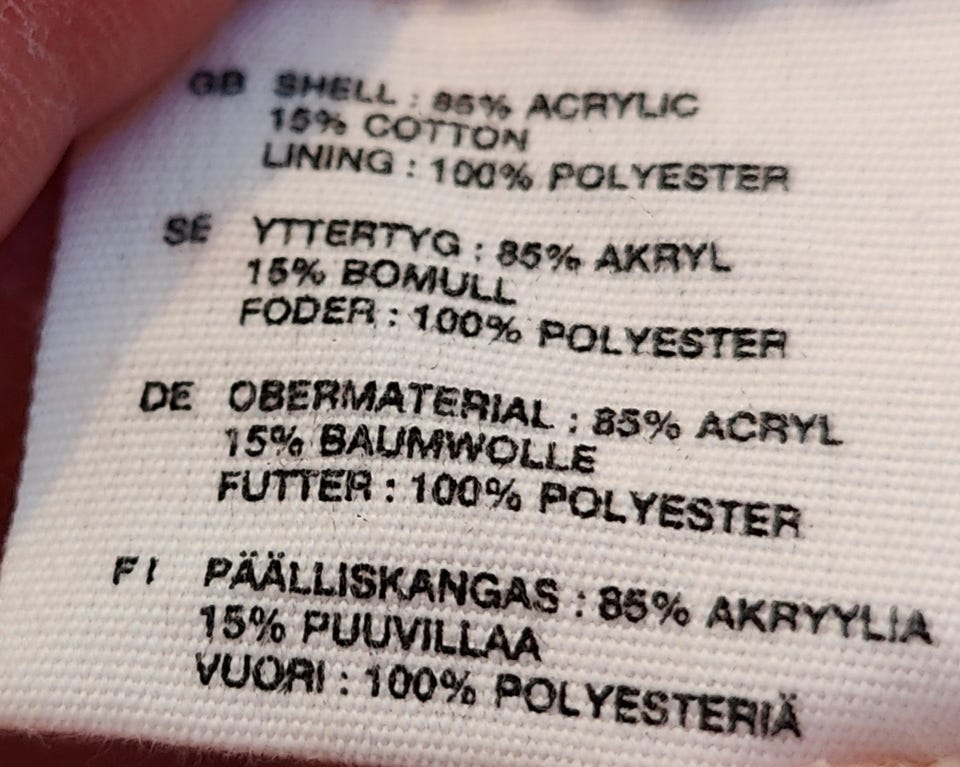 GB SHELL : 85% ACRYLIC
15% COTTON
LINING : 100% POLYESTER
SE YTTERTYG : 85% AKRYL
15% BOMULL
FODER : 100% POLYESTER
DE OBERMATERIAL : 85% ACRYL
15% BAUMWOLLE
FUTTER : 100% POLYESTER
FI PÄÄLLISKANGAS : 85% AKRYYLIA
15% PUUVILLAA
VUORI : 100% POLYESTERIÄ